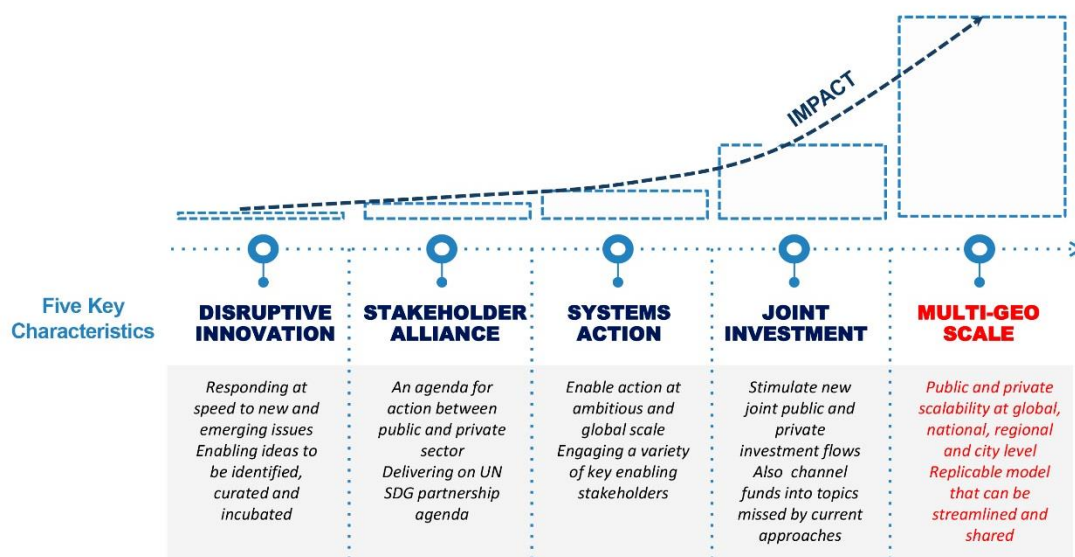 IMPACT
Five Key
Characteristics
DISRUPTIVE
INNOVATION
STAKEHOLDER
ALLIANCE
SYSTEMS
ACTION
JOINT
INVESTMENT
MULTI-GEO
SCALE
Responding at
speed to new and
emerging issues
Enabling ideas to
be identified,
curated and
incubated
An agenda for
action between
public and private
sector
Delivering on UN
SDG partnership
agenda
Enable action at
ambitious and
global scale
Engaging a variety
of key enabling
stakeholders
Stimulate new
joint public and
private
investment flows
Also channel
funds into topics
missed by current
approaches
Public and private
scalability at global,
national, regional
and city level
Replicable model
that can be
streamlined and
shared